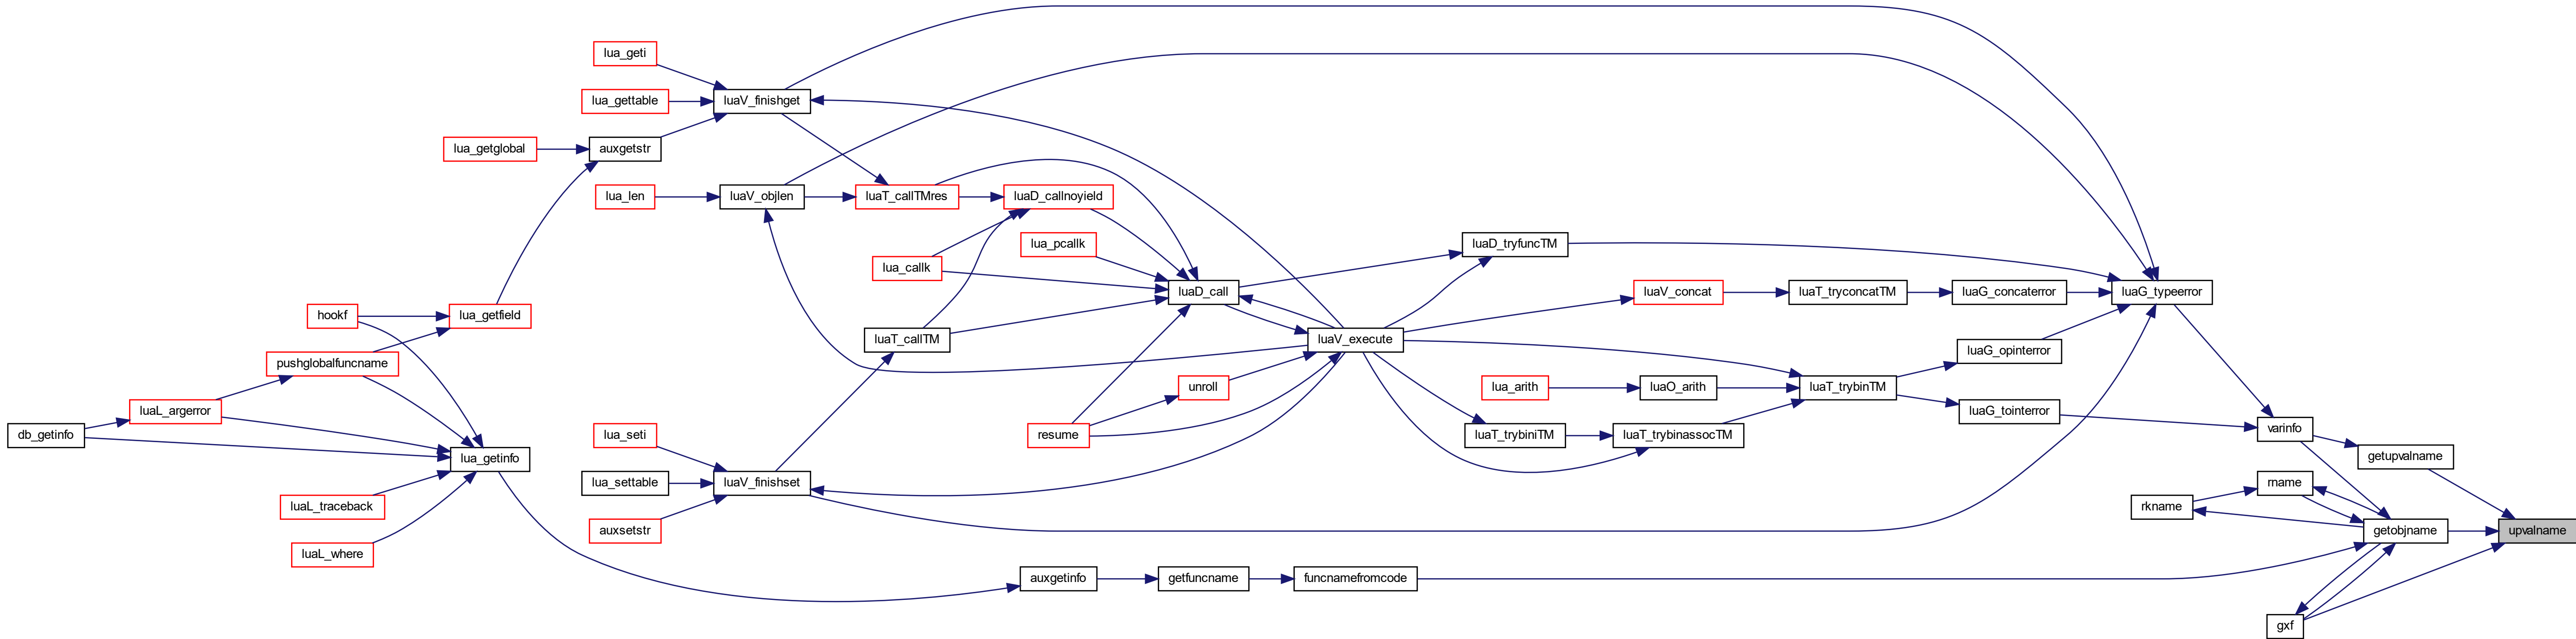 lua_geti
lua_gettable
luaV_finishget
lua_getglobal
auxgetstr
lua_len
luaV_objlen
luaT_callTMres
luaD_callnoyield
lua_pcallk
luaD_tryfuncTM
lua_callk
luaD_call
luaV_concat
luaT_tryconcatTM
luaG_concaterror
luaG_typeerror
hookf
lua_getfield
luaT_callTM
luaV_execute
luaG_opinterror
pushglobalfuncname
unroll
lua_arith
luaO_arith
luaT_trybinTM
luaL_argerror
luaG_tointerror
db_getinfo
lua_seti
resume
luaT_trybiniTM
luaT_trybinassocTM
varinfo
lua_getinfo
getupvalname
lua_settable
luaV_finishset
rname
luaL_traceback
rkname
auxsetstr
getobjname
upvalname
luaL_where
auxgetinfo
getfuncname
funcnamefromcode
gxf